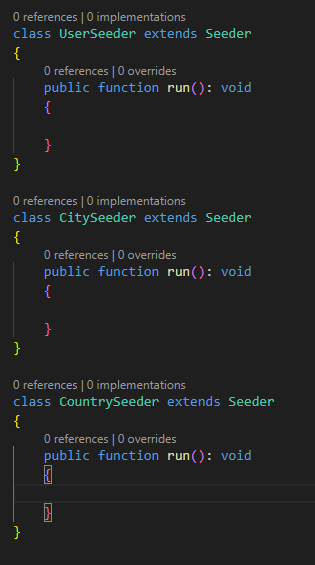 0 references | 0 implementations
class UserSeeder extends Seeder
{
0 references | 0 overrides
public function run(): void
{
}
}
0 references | 0 implementations
class CitySeeder extends Seeder
{
0 references | 0 overrides
public function run(): void
{
}
}
0 references | 0 implementations
class CountrySeeder extends Seeder
{
0 references | 0 overrides
public function run(): void
{
}
}